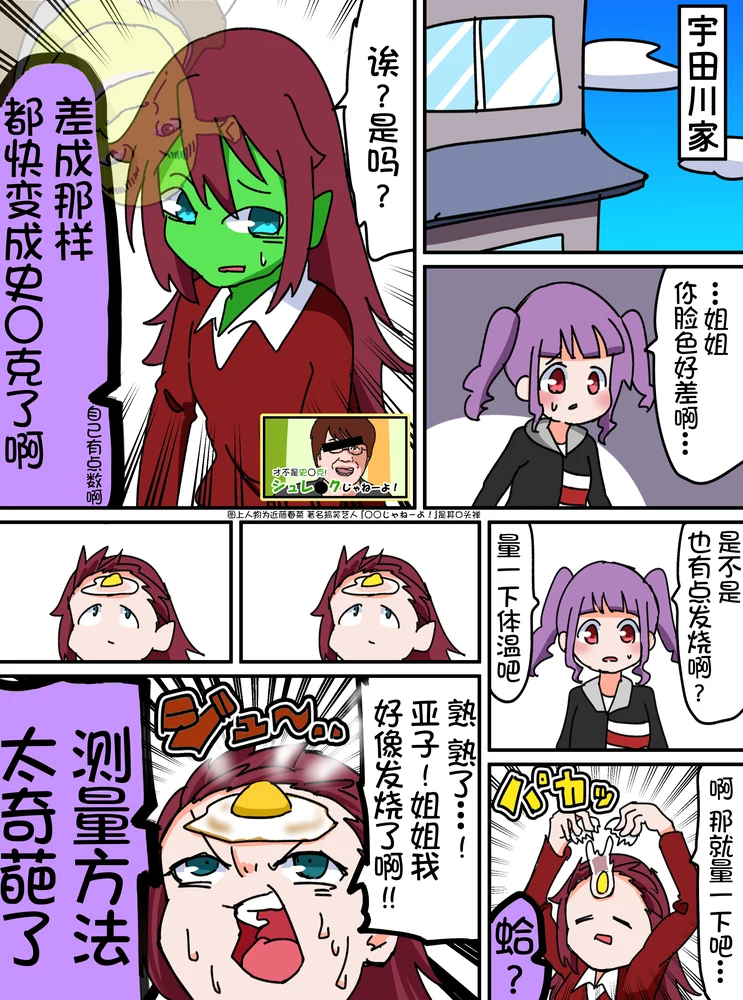 宇田川家
…姐姐
你脸色好差啊…
诶？是吗？
差成那样
都快变成史〇克了啊
自己有点数啊
才不是史〇克!
シュレ●クじゃねーよ!
图上人物为近藤春菜 著名搞笑艺人「〇〇じゃねーよ!」是其口头禅
是不是
也有点发烧啊？
量一下体温吧
啊 那就量一下吧…
パカッ
蛤？
熟、熟了…！
亚子！姐姐我
好像发烧了啊!!
ジュ～‥
测量方法
太奇葩了